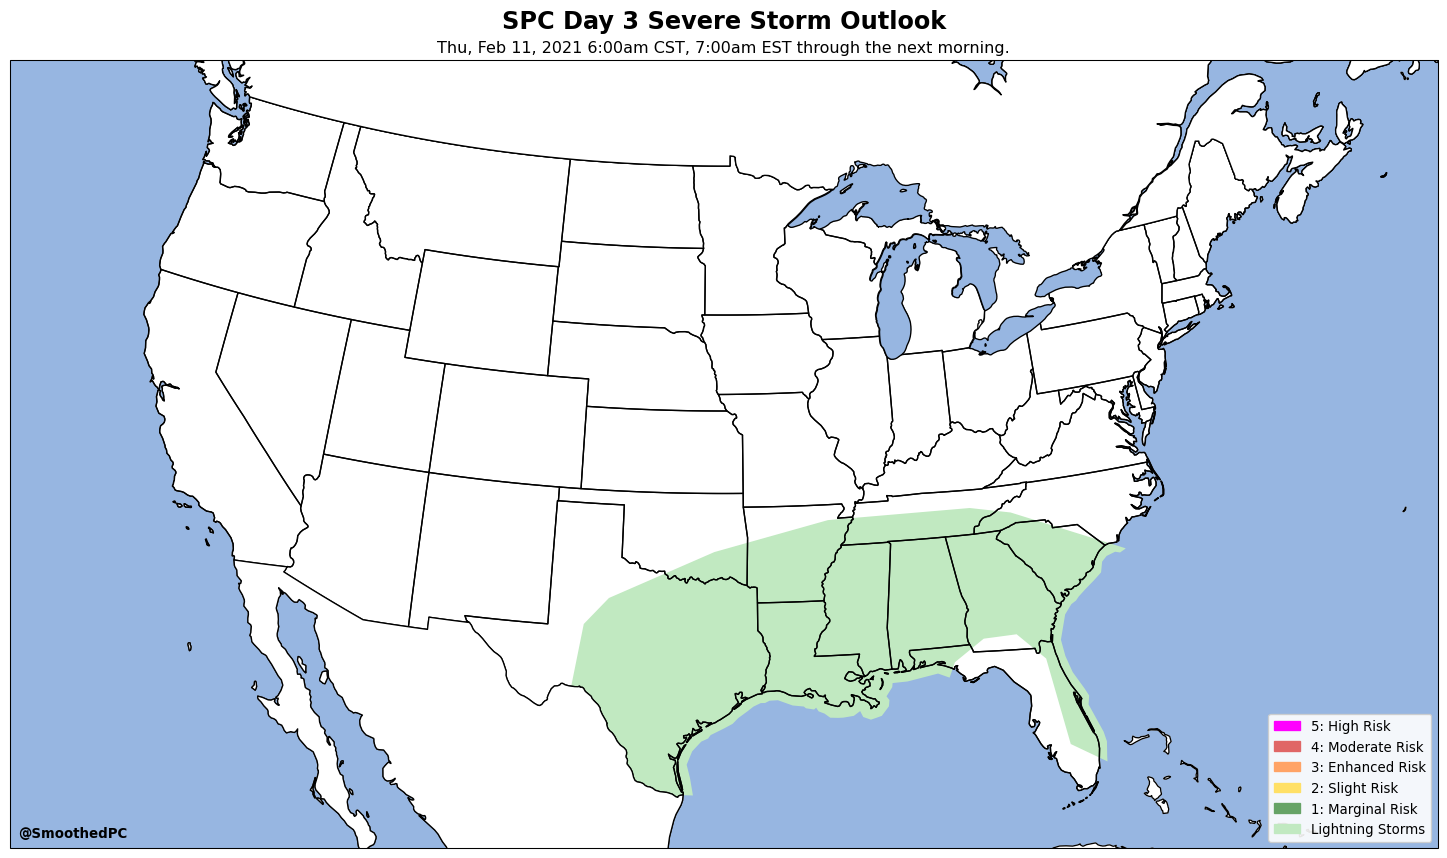 SPC Day 3 Severe Storm Outlook
Thu, Feb 11, 2021 6:00am CST, 7:00am EST through the next morning.
5: High Risk
4: Moderate Risk
3: Enhanced Risk
2: Slight Risk
1: Marginal Risk
Lightning Storms
@SmoothedPC